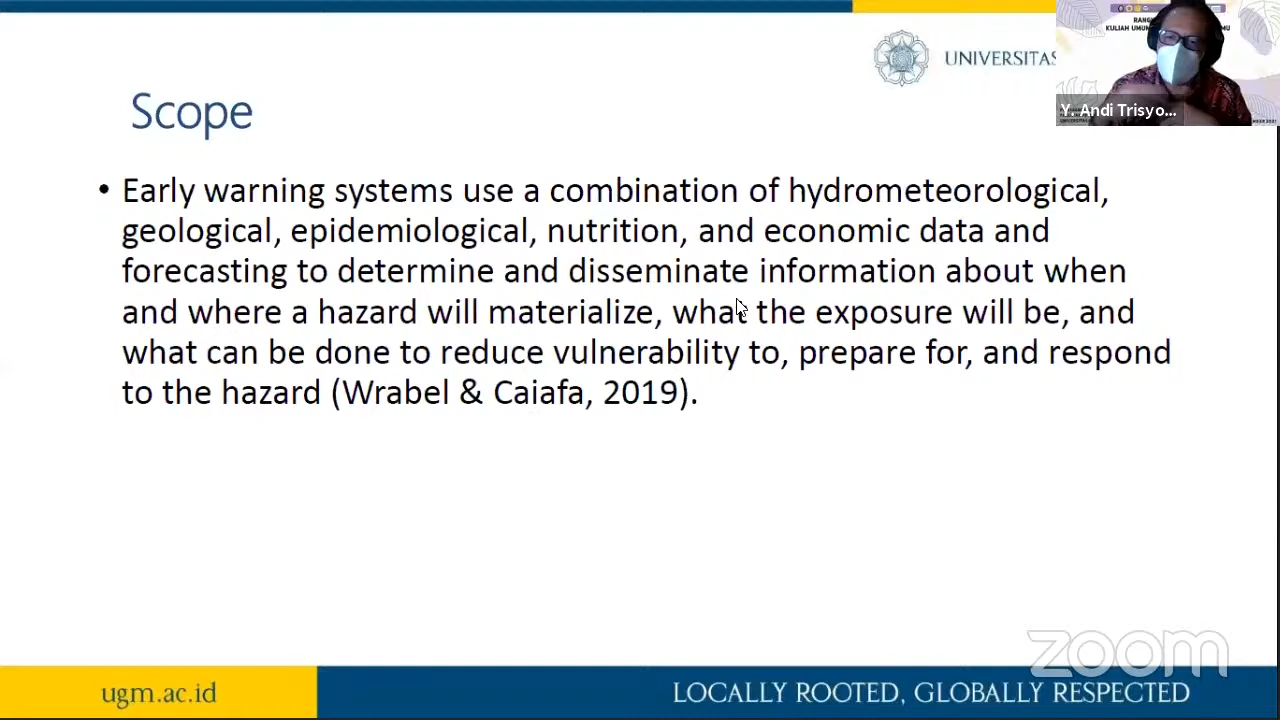 UNIVERSITAS
KULIAH UMUM
Y. Andi Trisyo...
Scope
• Early warning systems use a combination of hydrometeorological,
geological, epidemiological, nutrition, and economic data and
forecasting to determine and disseminate information about when
and where a hazard will materialize, what the exposure will be, and
what can be done to reduce vulnerability to, prepare for, and respond
to the hazard (Wrabel & Caiafa, 2019).
zoom
ugm.ac.id
LOCALLY ROOTED, GLOBALLY RESPECTED